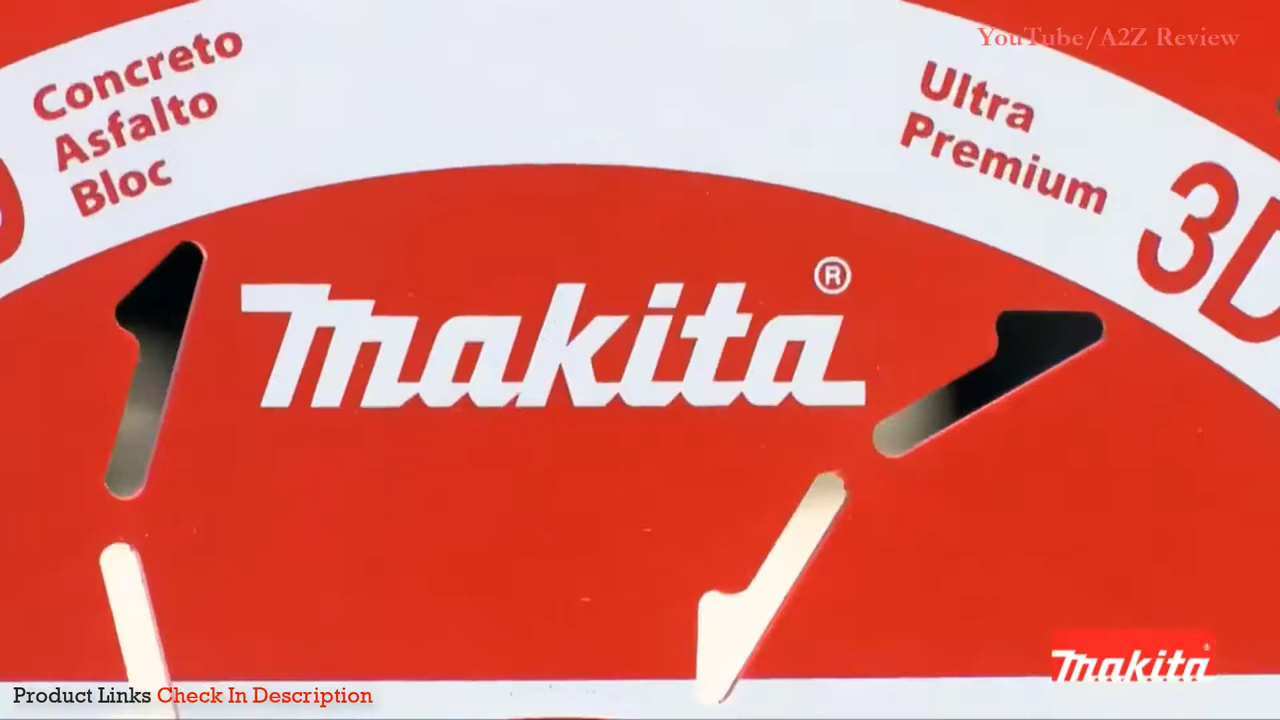 YouTube/A2Z Review
Concreto
Asfalto
Bloc
Ultra
Premium
3D
Makita®
Makita®
Product Links Check In Description